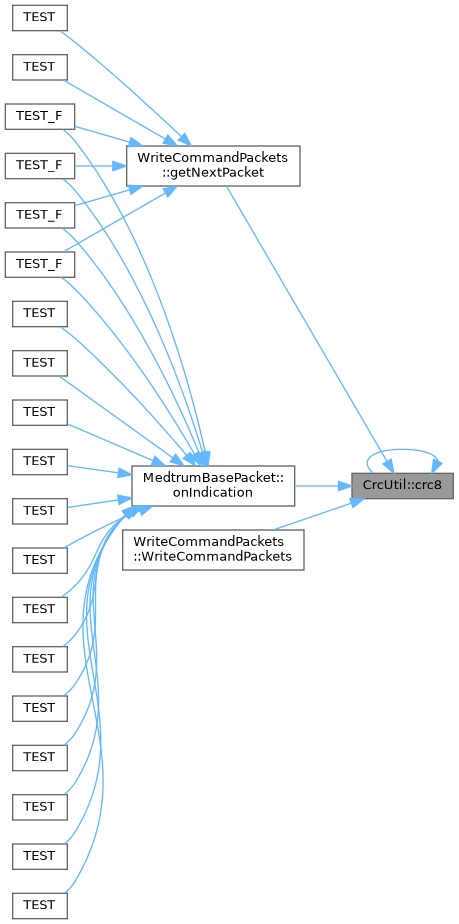 TEST
TEST
TEST_F
TEST_F
TEST_F
TEST_F
TEST
TEST
TEST
TEST
TEST
TEST
TEST
TEST
TEST
TEST
TEST
TEST
TEST
WriteCommandPackets
::getNextPacket
MedtrumBasePacket::
onIndication
WriteCommandPackets
::WriteCommandPackets
CrcUtil::crc8